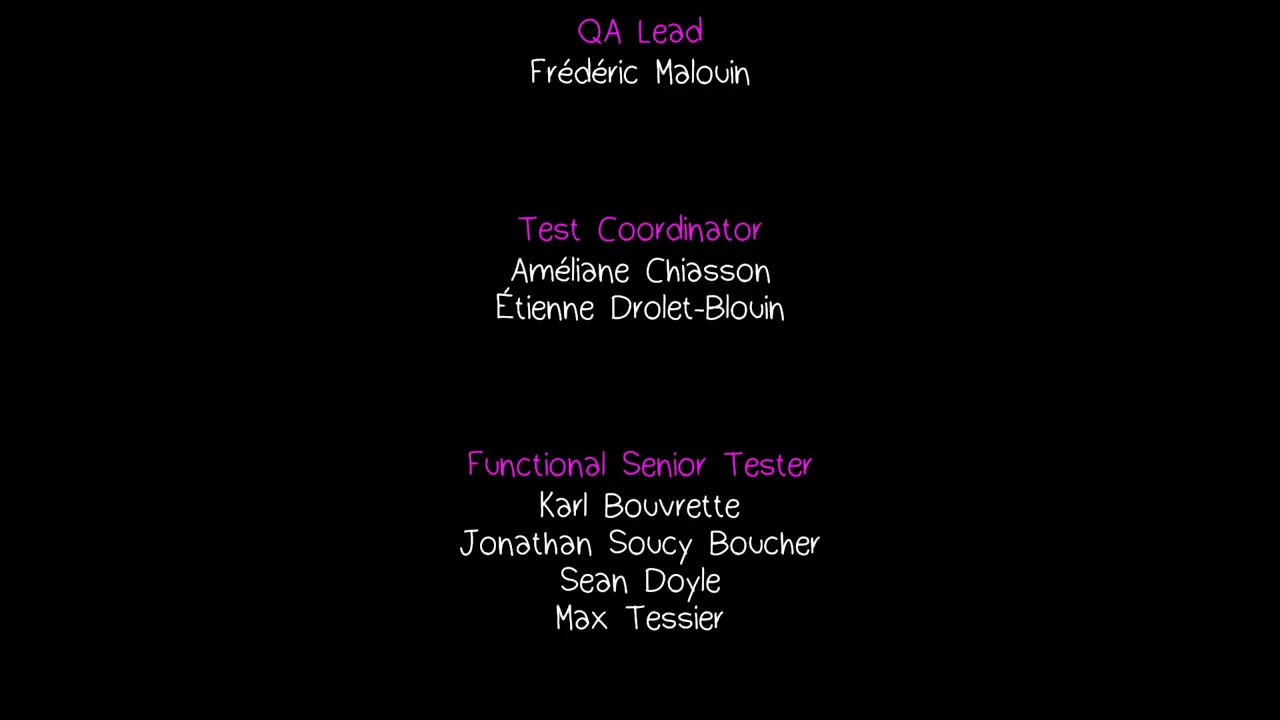 QA Lead
Frédéric Malouin
Test Coordinator
Améliane Chiasson
Étienne Drolet-Blouin
Functional Senior Tester
Karl Bouvrette
Jonathan Soucy Boucher
Sean Doyle
Max Tessier